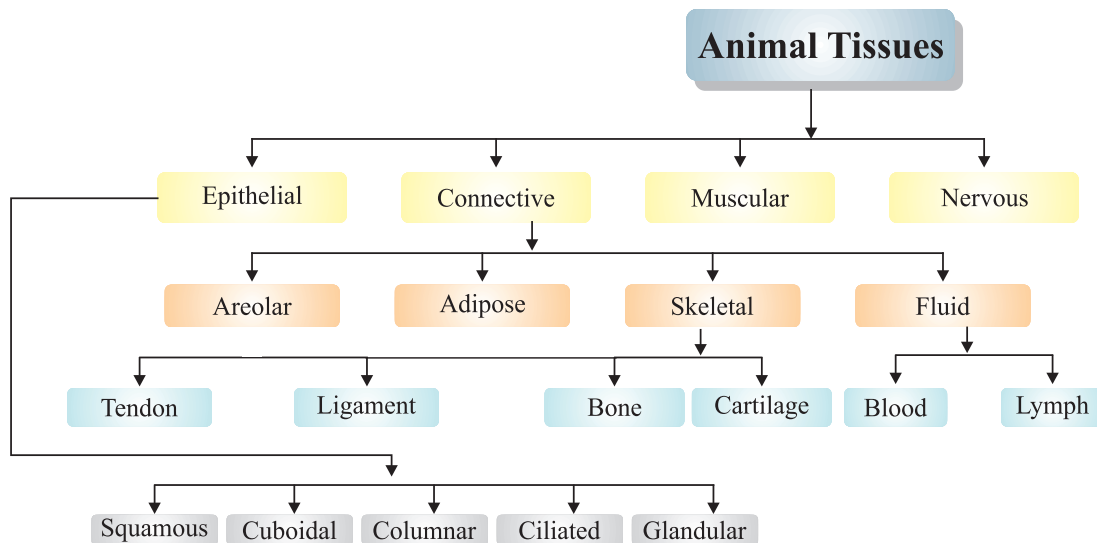 Animal Tissues
Epithelial
Connective
Muscular
Nervous
Areolar
Adipose
Skeletal
Fluid
Tendon
Ligament
Bone
Cartilage
Blood
Lymph
Squamous
Cuboidal
Columnar
Ciliated
Glandular